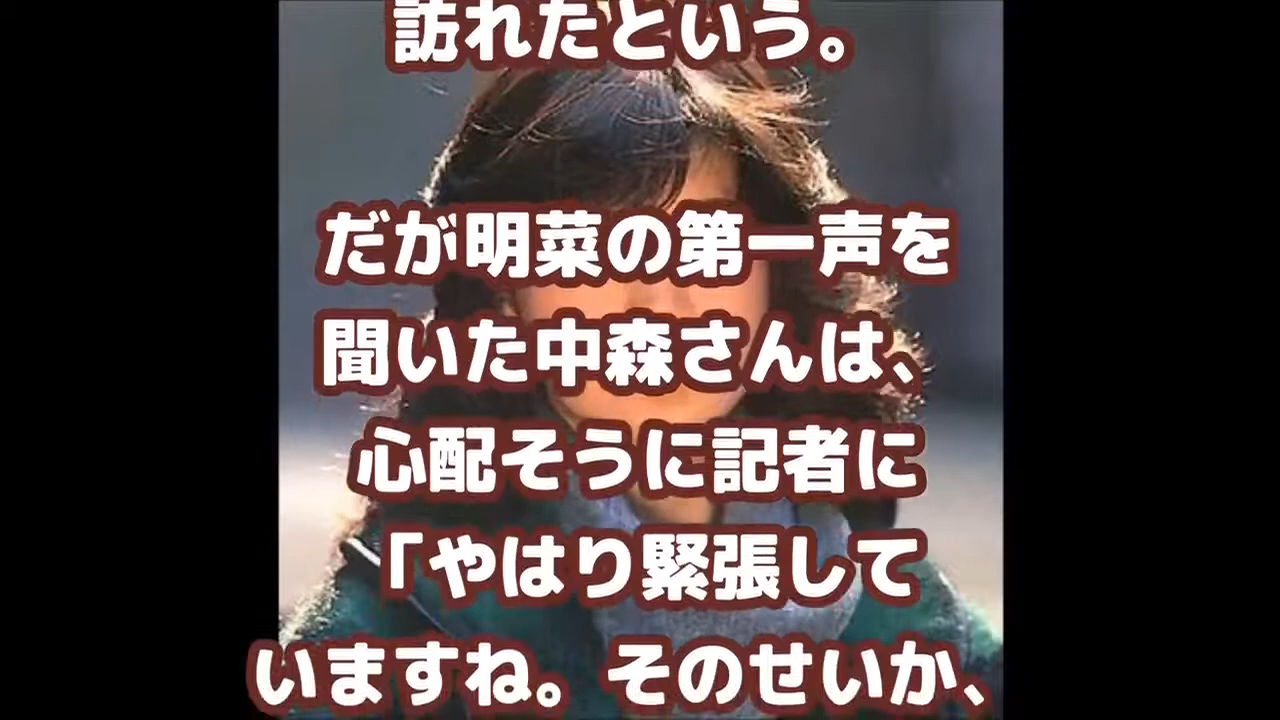 訪れたという。
だが明菜の第一声を
聞いた中森さんは、
心配そうに記者に
「やはり緊張して
いますね。そのせいか、